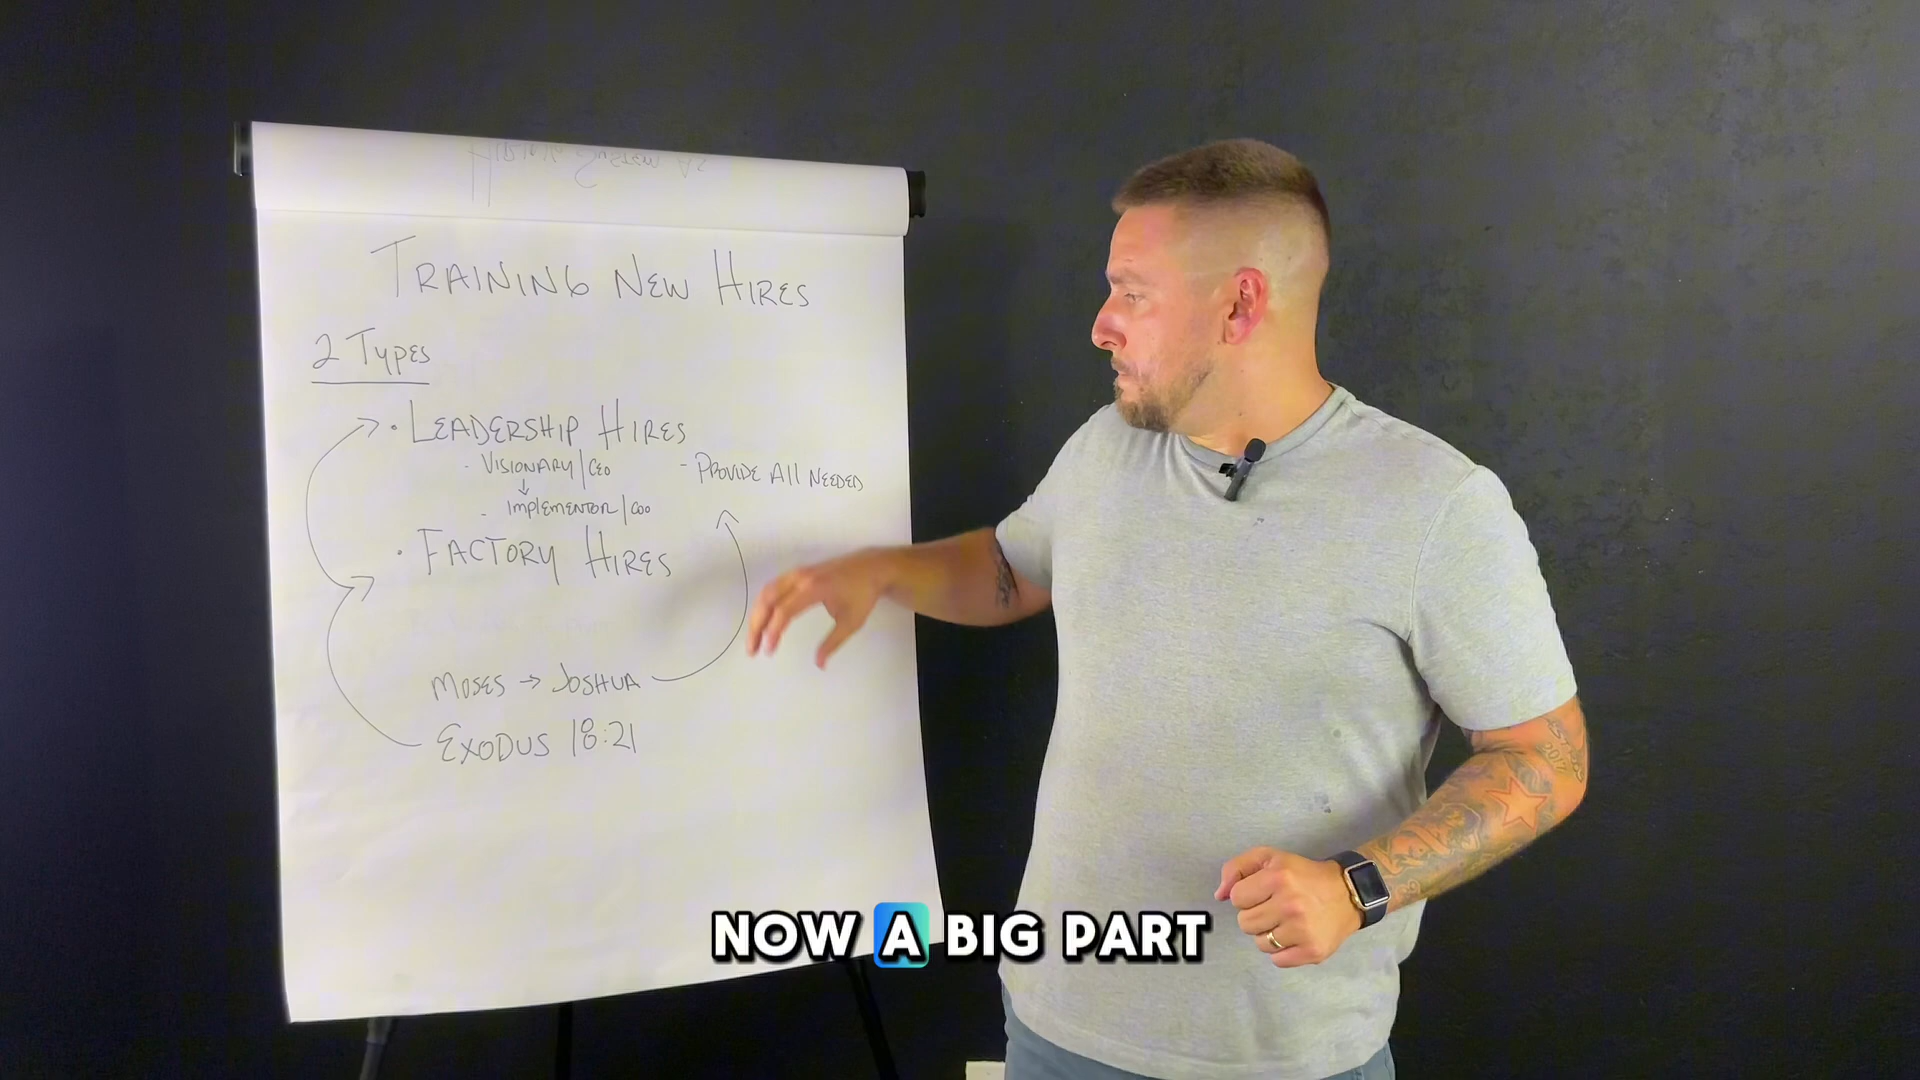 TRAINING NEW HIRES
2 TYPES
→ • LEADERSHIP HIRES
- VISIONARY/CEO
- PROVIDE ALL NEEDED
↓
- IMPLEMENTOR/COO
• FACTORY HIRES
MOSES → JOSHUA
EXODUS 18:21
NOW A BIG PART
2017